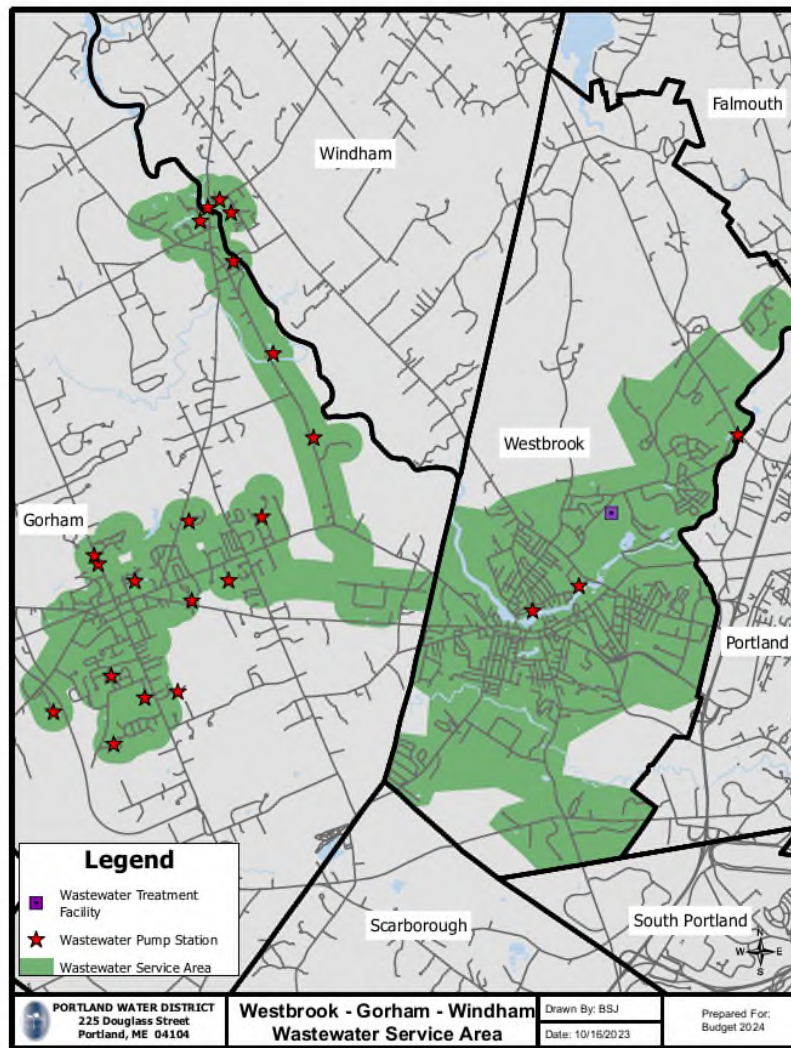 Falmouth
Windham
Westbrook
Gorham
Portland
Legend
Wastewater Treatment
Facility
Wastewater Pump Station
Wastewater Service Area
Scarborough
South Portland
N
W E
S
PORTLAND WATER DISTRICT
225 Douglass Street
Portland, ME 04104
Westbrook - Gorham - Windham
Wastewater Service Area
Drawn By: BSJ
Date: 10/16/2023
Prepared For:
Budget 2024